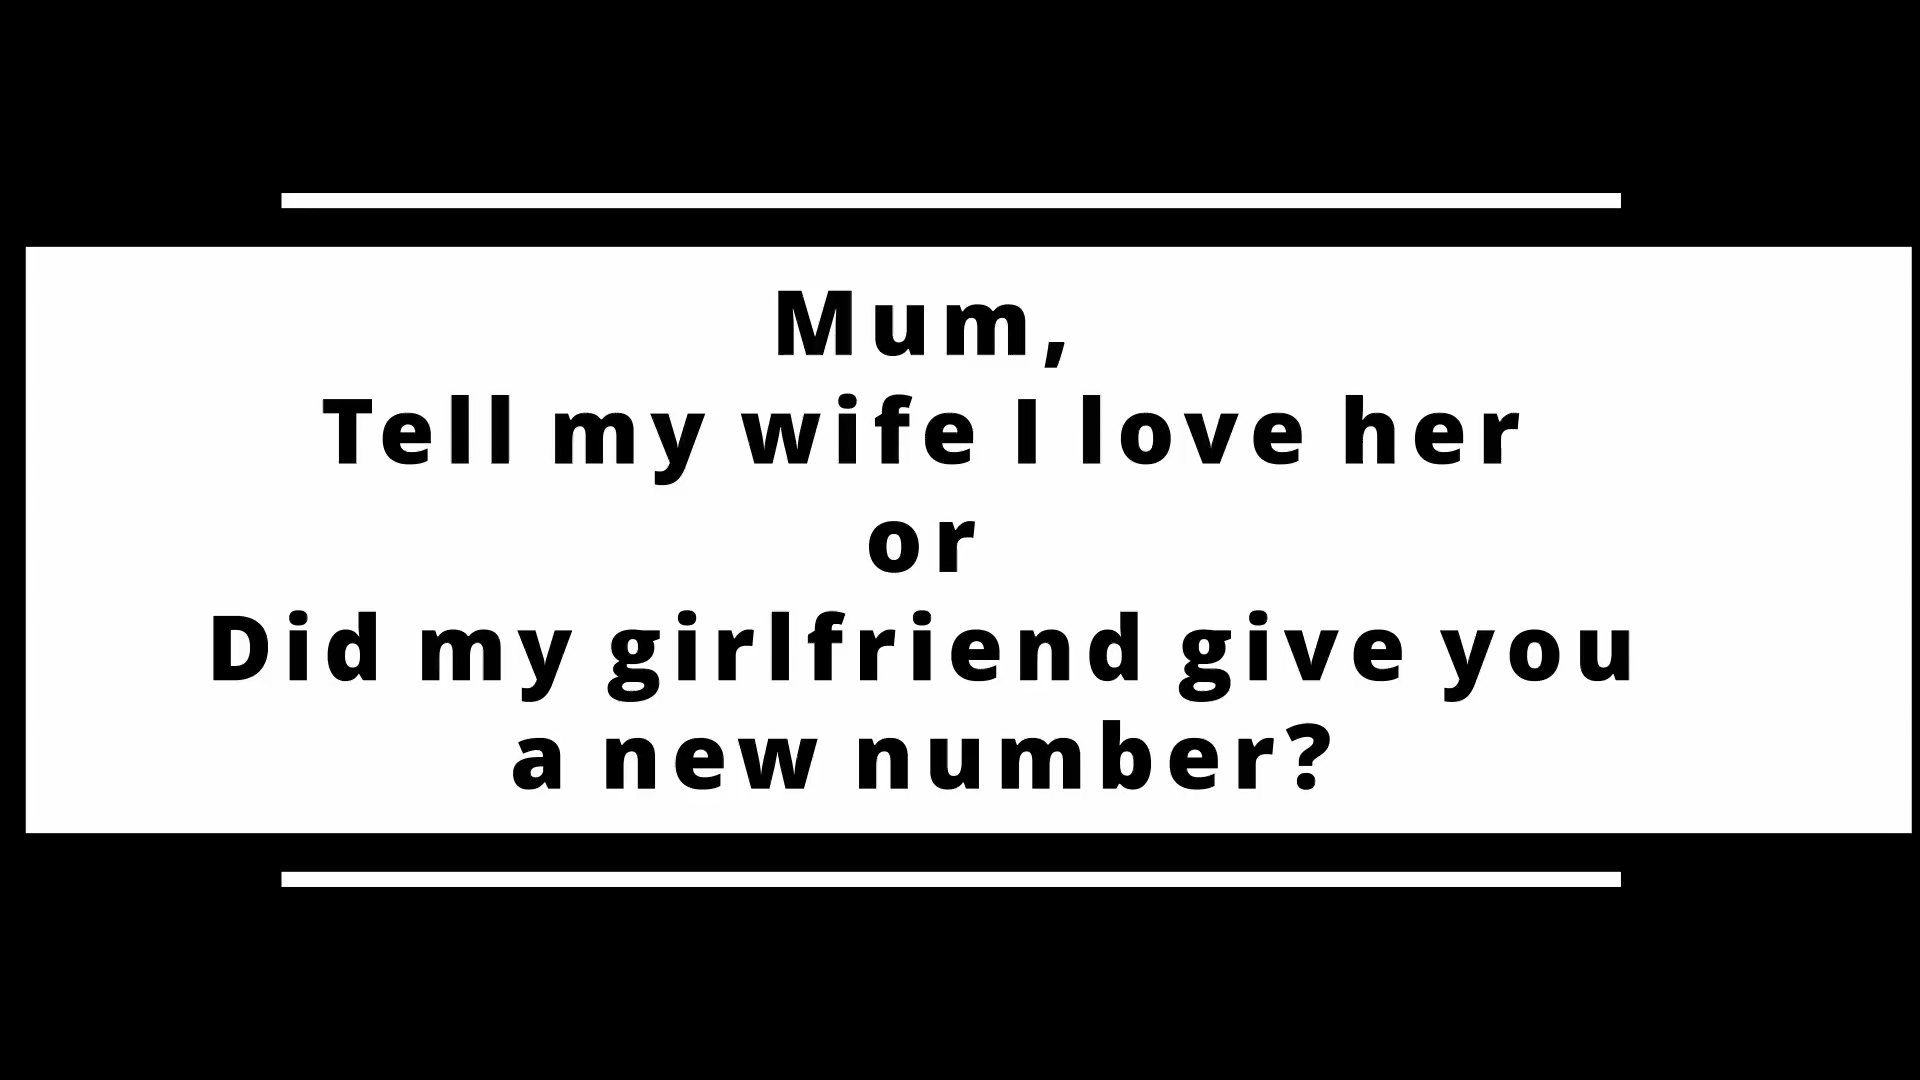 Mum,
Tell my wife I love her
or
Did my girlfriend give you
a new number?